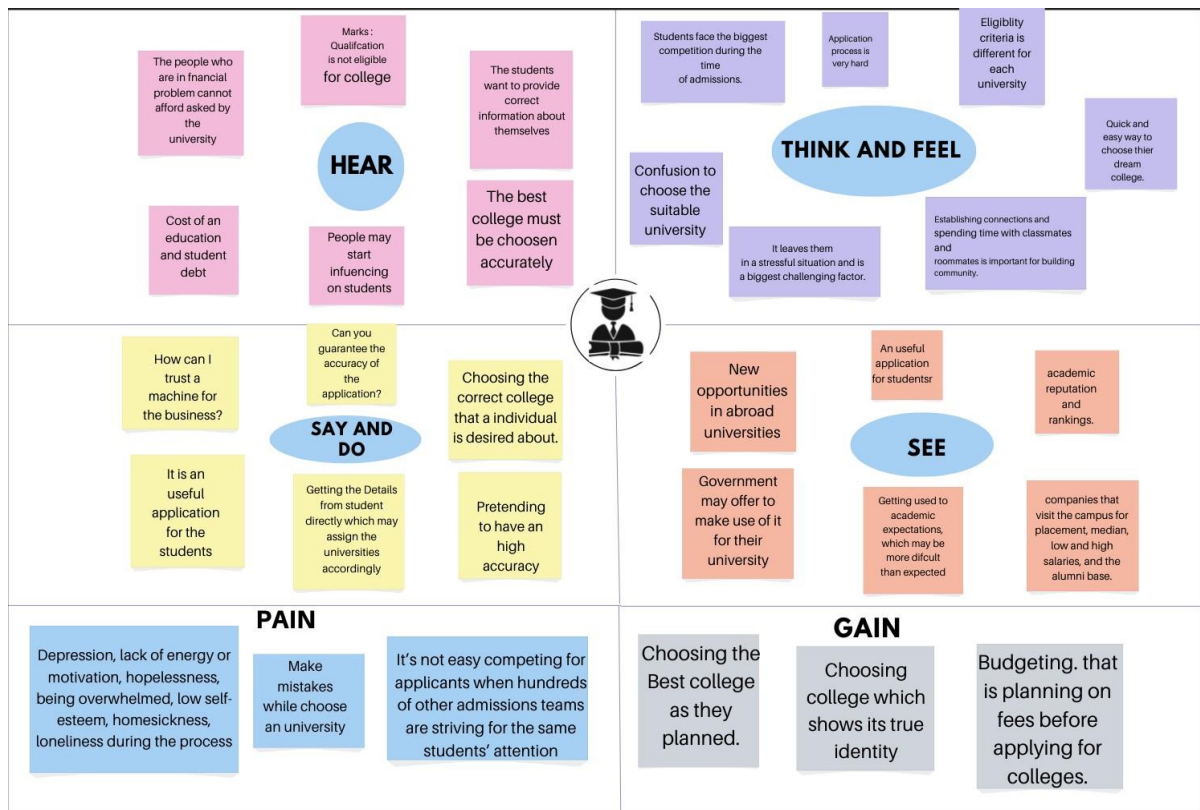 The people who
are in fnancial
problem cannot
afford asked by
the
university
Marks :
Qualifcation
is not eligible
for college
The students
want to provide
correct
information about
themselves
HEAR
Cost of an
education
and student
debt
People may
start
infuencing
on students
The best
college must
be choosen
accurately
Students face the biggest
competition during the
time
of admissions.
Application
process is
very hard
Eligiblity
criteria is
different for
each
university
THINK AND FEEL
Quick and
easy way to
choose thier
dream
college.
Confusion to
choose the
suitable
university
It leaves them
in a stressful situation and is
a biggest challenging factor.
Establishing connections and
spending time with classmates
and
roommates is important for building
community.
How can I
trust a
machine for
the business?
Can you
guarantee the
accuracy of
the
application?
Choosing the
correct college
that a individual
is desired about.
SAY AND
DO
It is an
useful
application
for the
students
Getting the Details
from student
directly which may
assign the
universities
accordingly
Pretending
to have an
high
accuracy
New
opportunities
in abroad
universities
An useful
application
for studentsr
academic
reputation
and
rankings.
SEE
Government
may offer to
make use of it
for their
university
Getting used to
academic
expectations,
which may be
more difcult
than expected
companies that
visit the campus for
placement, median,
low and high
salaries, and the
alumni base.
PAIN
Depression, lack of energy or
motivation, hopelessness,
being overwhelmed, low self-
esteem, homesickness,
loneliness during the process
Make
mistakes
while choose
an university
It's not easy competing for
applicants when hundreds
of other admissions teams
are striving for the same
students' attention
GAIN
Choosing the
Best college
as they
planned.
Choosing
college which
shows its true
identity
Budgeting. that
is planning on
fees before
applying for
colleges.